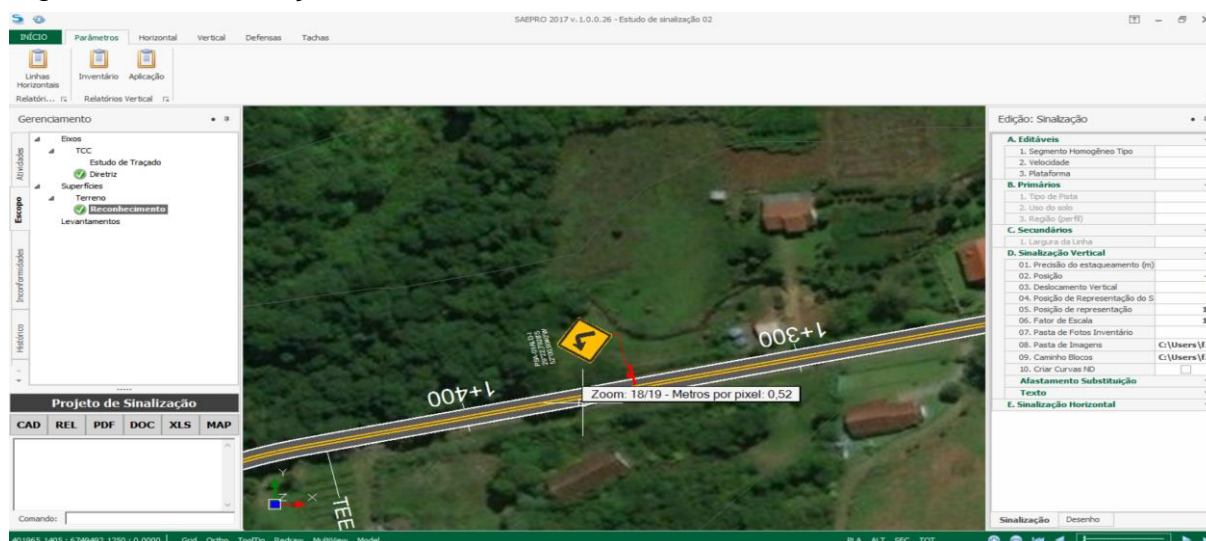 SAEPRO 2017 v. 1.0.0.26 - Estudo de sinalização 02
INÍCIO Parâmetros Horizontal Vertical Defensas Tachas
Linhas Horizontais Inventário Aplicação
Relatóri... Relatórios Vertical
Gerenciamento
Atividades
Escopo
Inconformidades
Histórico
Eixos
TCC
Estudo de Traçado
Diretriz
Superfícies
Terreno
Reconhecimento
Levantamentos
Projeto de Sinalização
CAD REL PDF DOC XLS MAP
Comando:
1+400
1+300
TEE
Zoom: 18/19 - Metros por pixel: 0,52
Y
Z X
Edição: Sinalização
A. Editáveis
1. Segmento Homogêneo Tipo
2. Velocidade
3. Plataforma
B. Primários
1. Tipo de Pista
2. Uso do solo
3. Região (perfil)
C. Secundários
1. Largura da Linha
D. Sinalização Vertical
01. Precisão do estaqueamento (m)
02. Posição
03. Deslocamento Vertical
04. Posição de Representação do S
05. Posição de representação 1
06. Fator de Escala 1
07. Pasta de Fotos Inventário
08. Pasta de Imagens C:\Users\f.
09. Caminho Blocos C:\Users\f.
10. Criar Curvas ND
Afastamento Substituição
Texto
E. Sinalização Horizontal
Sinalização Desenho
Grid Ortho ToolTip Redraw MultiView Model
PLA ALT SEC TOT